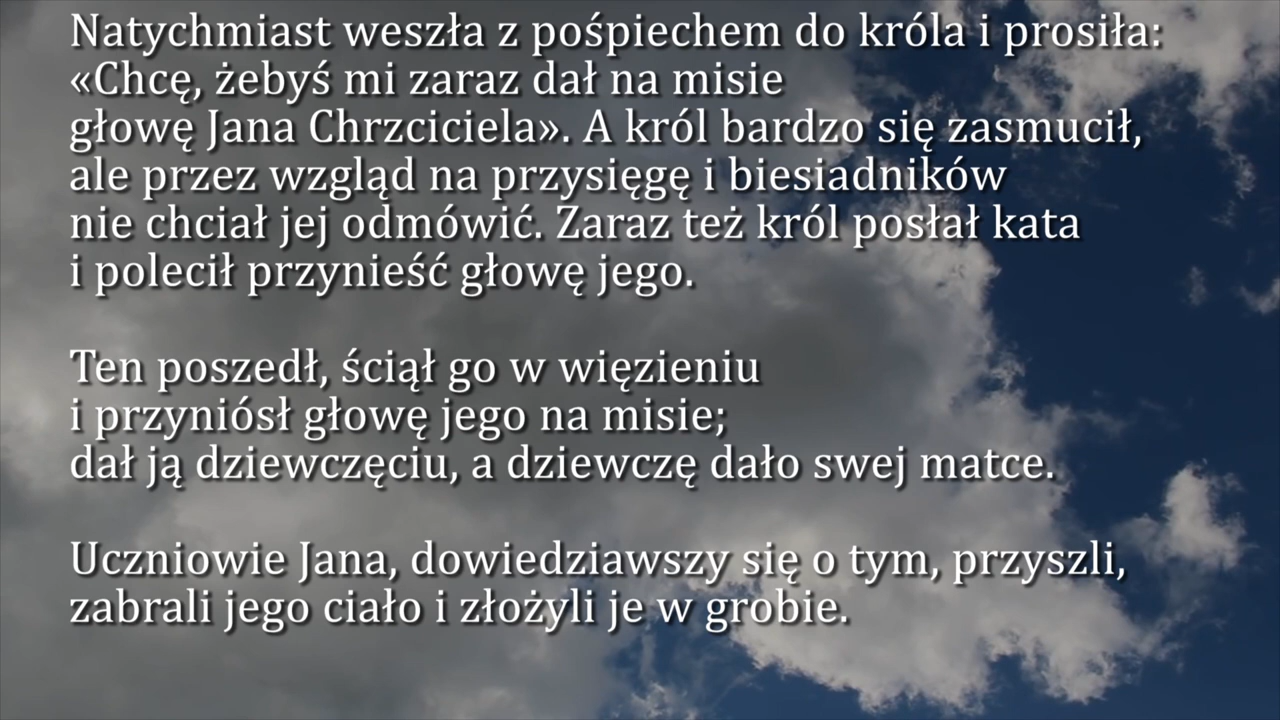 Natychmiast weszła z pośpiechem do króla i prosiła:
«Chcę, żebyś mi zaraz dał na misie
głowę Jana Chrzciciela». A król bardzo się zasmucił,
ale przez wzgląd na przysięgę i biesiadników
nie chciał jej odmówić. Zaraz też król posłał kata
i polecił przynieść głowę jego.
Ten poszedł, ściął go w więzieniu
i przyniósł głowę jego na misie;
dał ją dziewczęciu, a dziewczę dało swej matce.
Uczniowie Jana, dowiedziawszy się o tym, przyszli,
zabrali jego ciało i złożyli je w grobie.